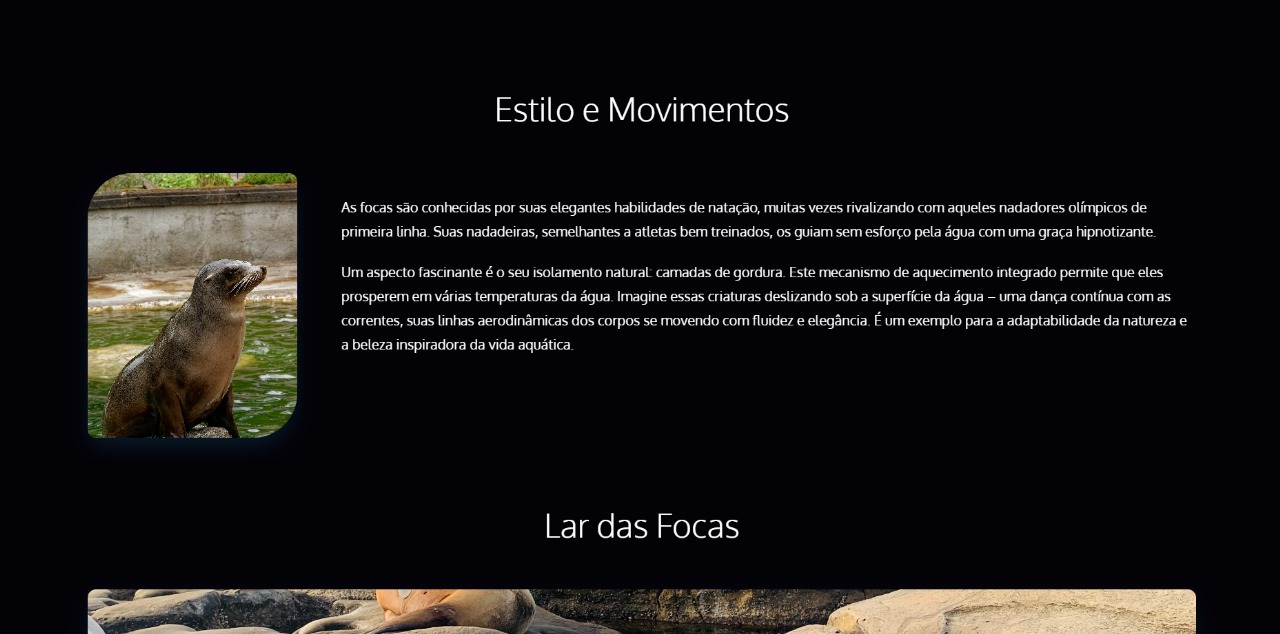 Estilo e Movimentos
As focas são conhecidas por suas elegantes habilidades de natação, muitas vezes rivalizando com aqueles nadadores olímpicos de
primeira linha. Suas nadadeiras, semelhantes a atletas bem treinados, os guiam sem esforço pela água com uma graça hipnotizante.
Um aspecto fascinante é o seu isolamento natural: camadas de gordura. Este mecanismo de aquecimento integrado permite que eles
prosperem em várias temperaturas da água. Imagine essas criaturas deslizando sob a superfície da água – uma dança contínua com as
correntes, suas linhas aerodinâmicas dos corpos se movendo com fluidez e elegância. É um exemplo para a adaptabilidade da natureza e
a beleza inspiradora da vida aquática.
Lar das Focas